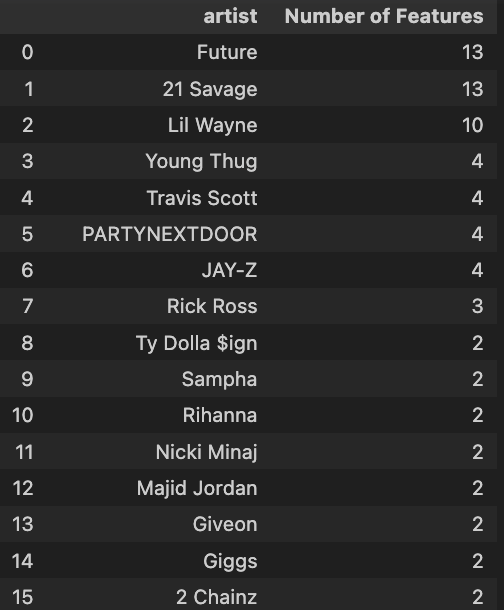 artist Number of Features
0 Future 13
1 21 Savage 13
2 Lil Wayne 10
3 Young Thug 4
4 Travis Scott 4
5 PARTYNEXTDOOR 4
6 JAY-Z 4
7 Rick Ross 3
8 Ty Dolla $ign 2
9 Sampha 2
10 Rihanna 2
11 Nicki Minaj 2
12 Majid Jordan 2
13 Giveon 2
14 Giggs 2
15 2 Chainz 2